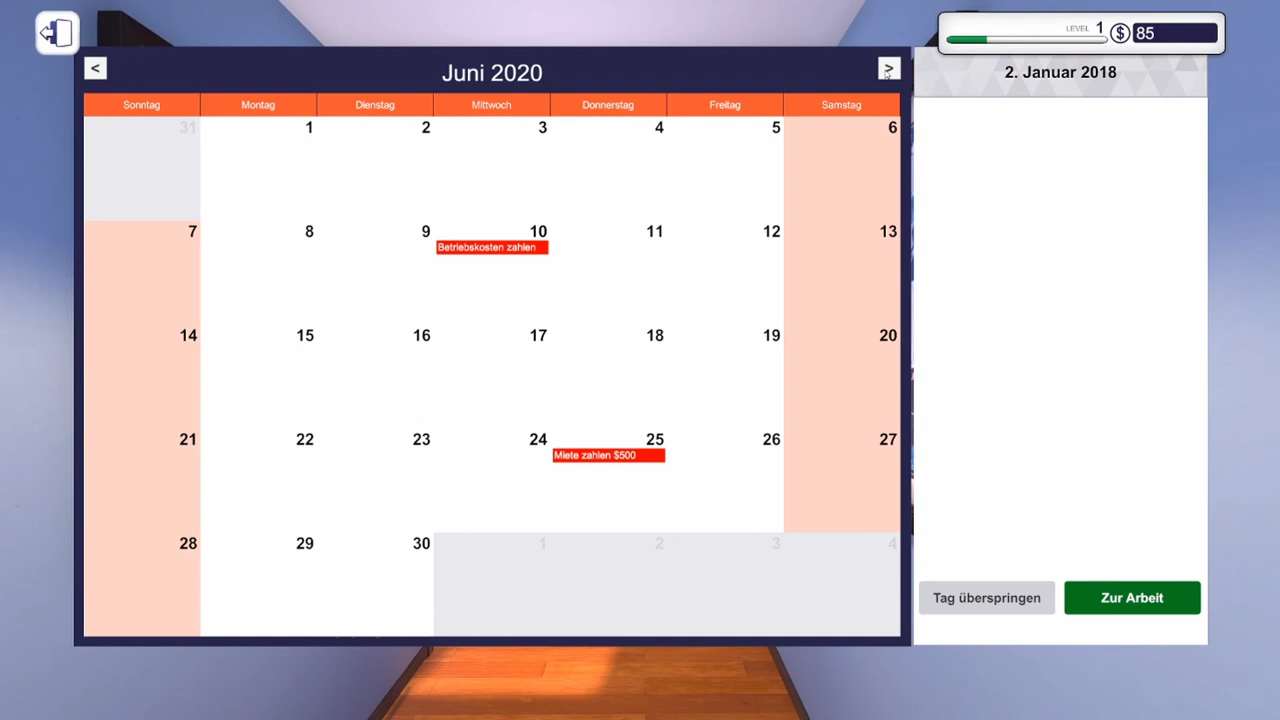 LEVEL 1 $ 85
< Juni 2020 >
2. Januar 2018
Sonntag Montag Dienstag Mittwoch Donnerstag Freitag Samstag
31 1 2 3 4 5 6
7 8 9 10 11 12 13
Betriebskosten zahlen
14 15 16 17 18 19 20
21 22 23 24 25 26 27
Miete zahlen $500
28 29 30 1 2 3 4
Tag überspringen Zur Arbeit